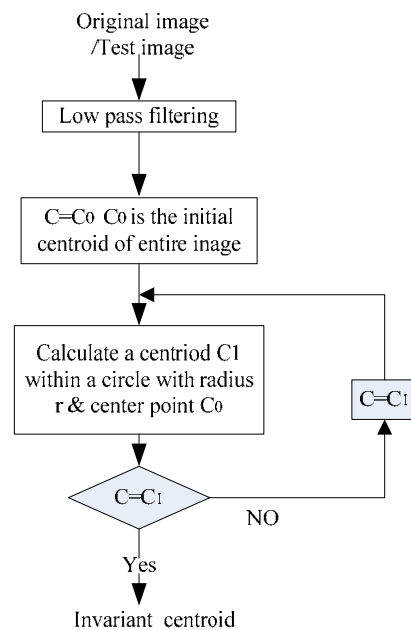 Original image
/Test image
Low pass filtering
C=C0 C0 is the initial
centroid of entire inage
Calculate a centriod C1
within a circle with radius
r & center point C0
C=C1
C=C1
NO
Yes
Invariant centroid